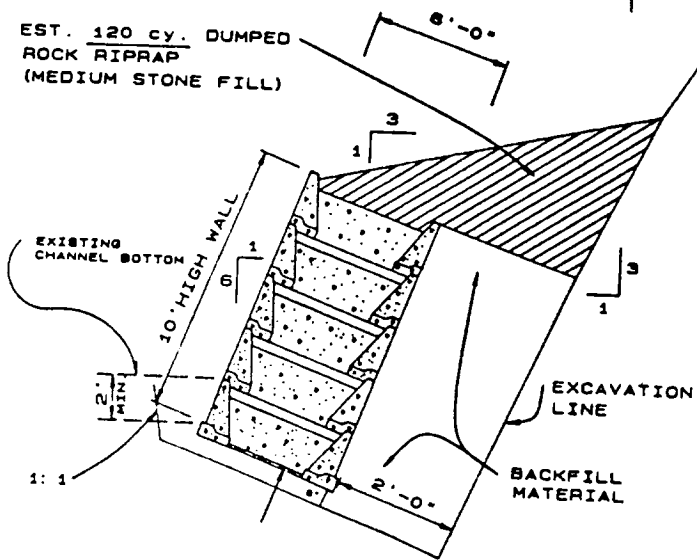 EST. 120 cy. DUMPED
ROCK RIPRAP
(MEDIUM STONE FILL)
6'-0"
3
1
10' HIGH WALL
EXISTING
CHANNEL BOTTOM
1
6
3
1
2'
MIN
1:1
EXCAVATION
LINE
BACKFILL
MATERIAL
2'-0"